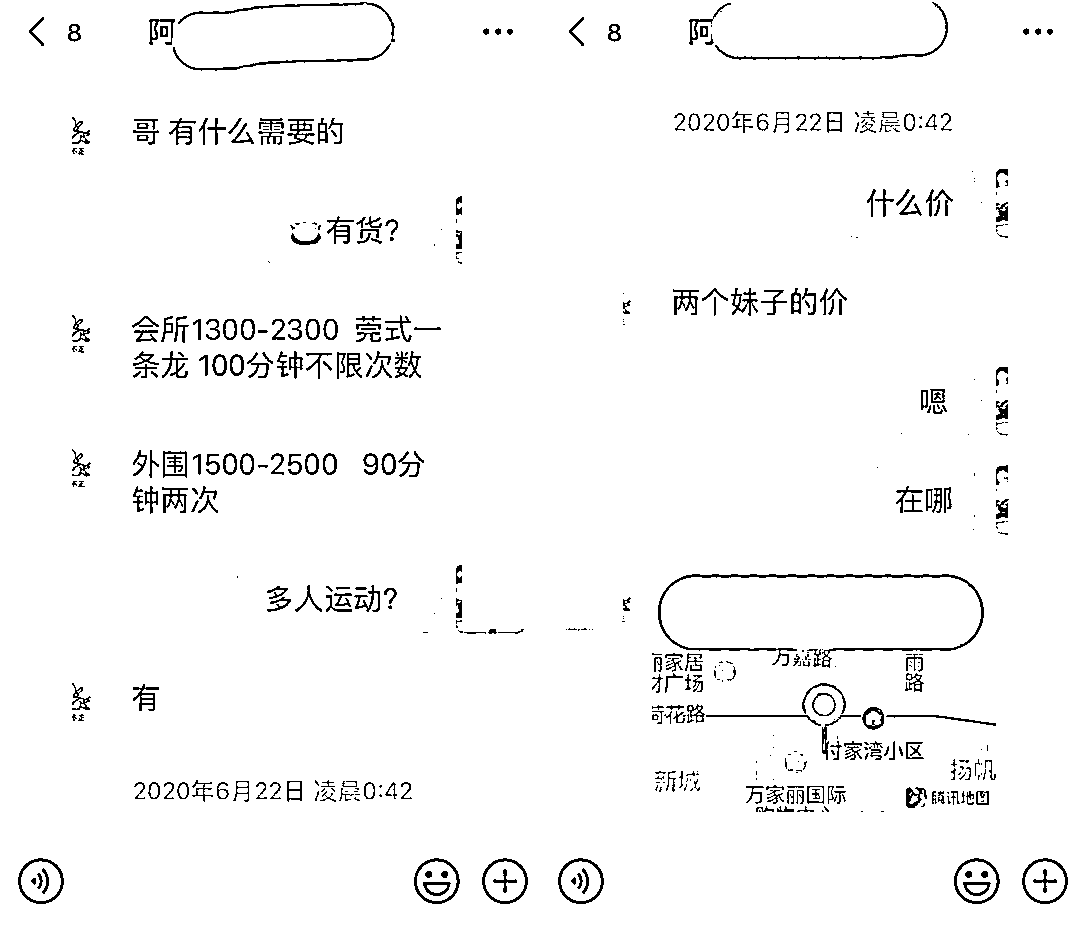 8
阿
哥 有什么需要的
有货?
会所1300-2300 莞式一
条龙 100分钟不限次数
外围1500-2500 90分
钟两次
多人运动?
有
2020年6月22日 凌晨0:42
8
阿
2020年6月22日 凌晨0:42
什么价
两个妹子的价
嗯
在哪
万嘉路
雨
路
家居
广场
花路
付家湾小区
新城
扬帆
万家丽国际
腾讯地图